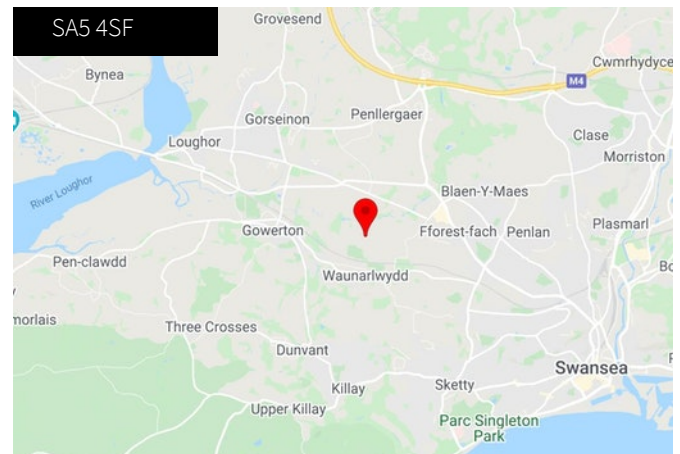 SA5 4SF
Grovesend
Cwmrhydyce
Bynea
M4
Penllergaer
Gorseinon
Clase
Loughor
Morriston
River Loughor
Blaen-Y-Maes
Gowerton
Fforest-fach
Penlan
Plasmarl
Pen-clawdd
Waunarlwydd
Bo
morlais
Three Crosses
Dunvant
Swansea
Killay
Sketty
Upper Killay
Parc Singleton
Park